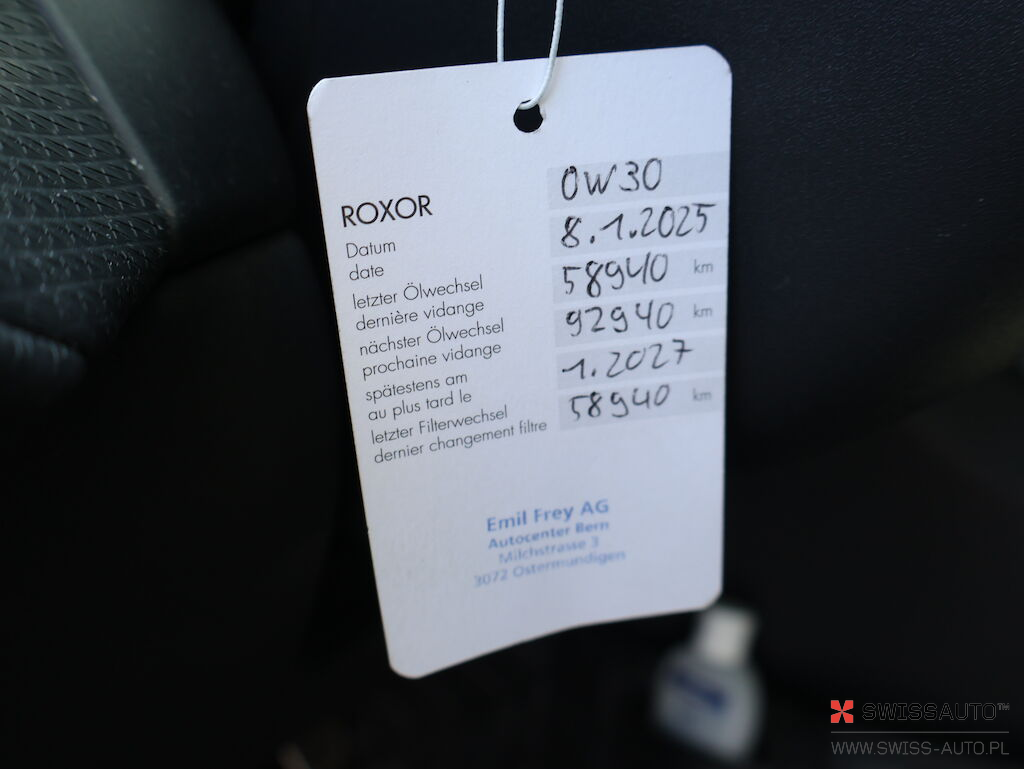 ROXOR 0W30
Datum
date 8.1.2025
letzter Ölwechsel
dernière vidange 58940 km
nächster Ölwechsel
prochaine vidange 92940 km
spätestens am
au plus tard le 1.2027
letzter Filterwechsel
dernier changement filtre 58940 km
Emil Frey AG
Autocenter Bern
Milchstrasse 3
3072 Ostermundigen
SWISSAUTO™
WWW.SWISS-AUTO.PL